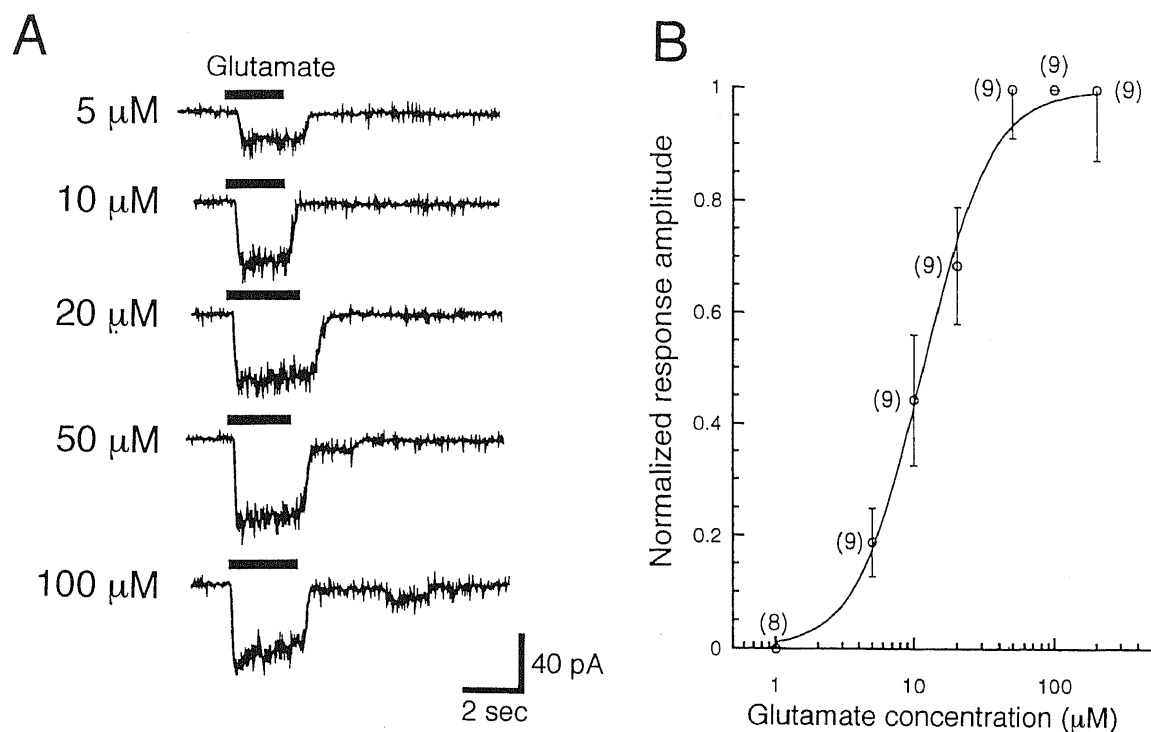 A
Glutamate
5 μM
10 μM
20 μM
50 μM
100 μM
40 pA
2 sec
B
Normalized response amplitude
1
0.8
0.6
0.4
0.2
0
(8)
(9)
(9)
(9)
(9)
(9)
(9)
1
10
100
Glutamate concentration (μM)